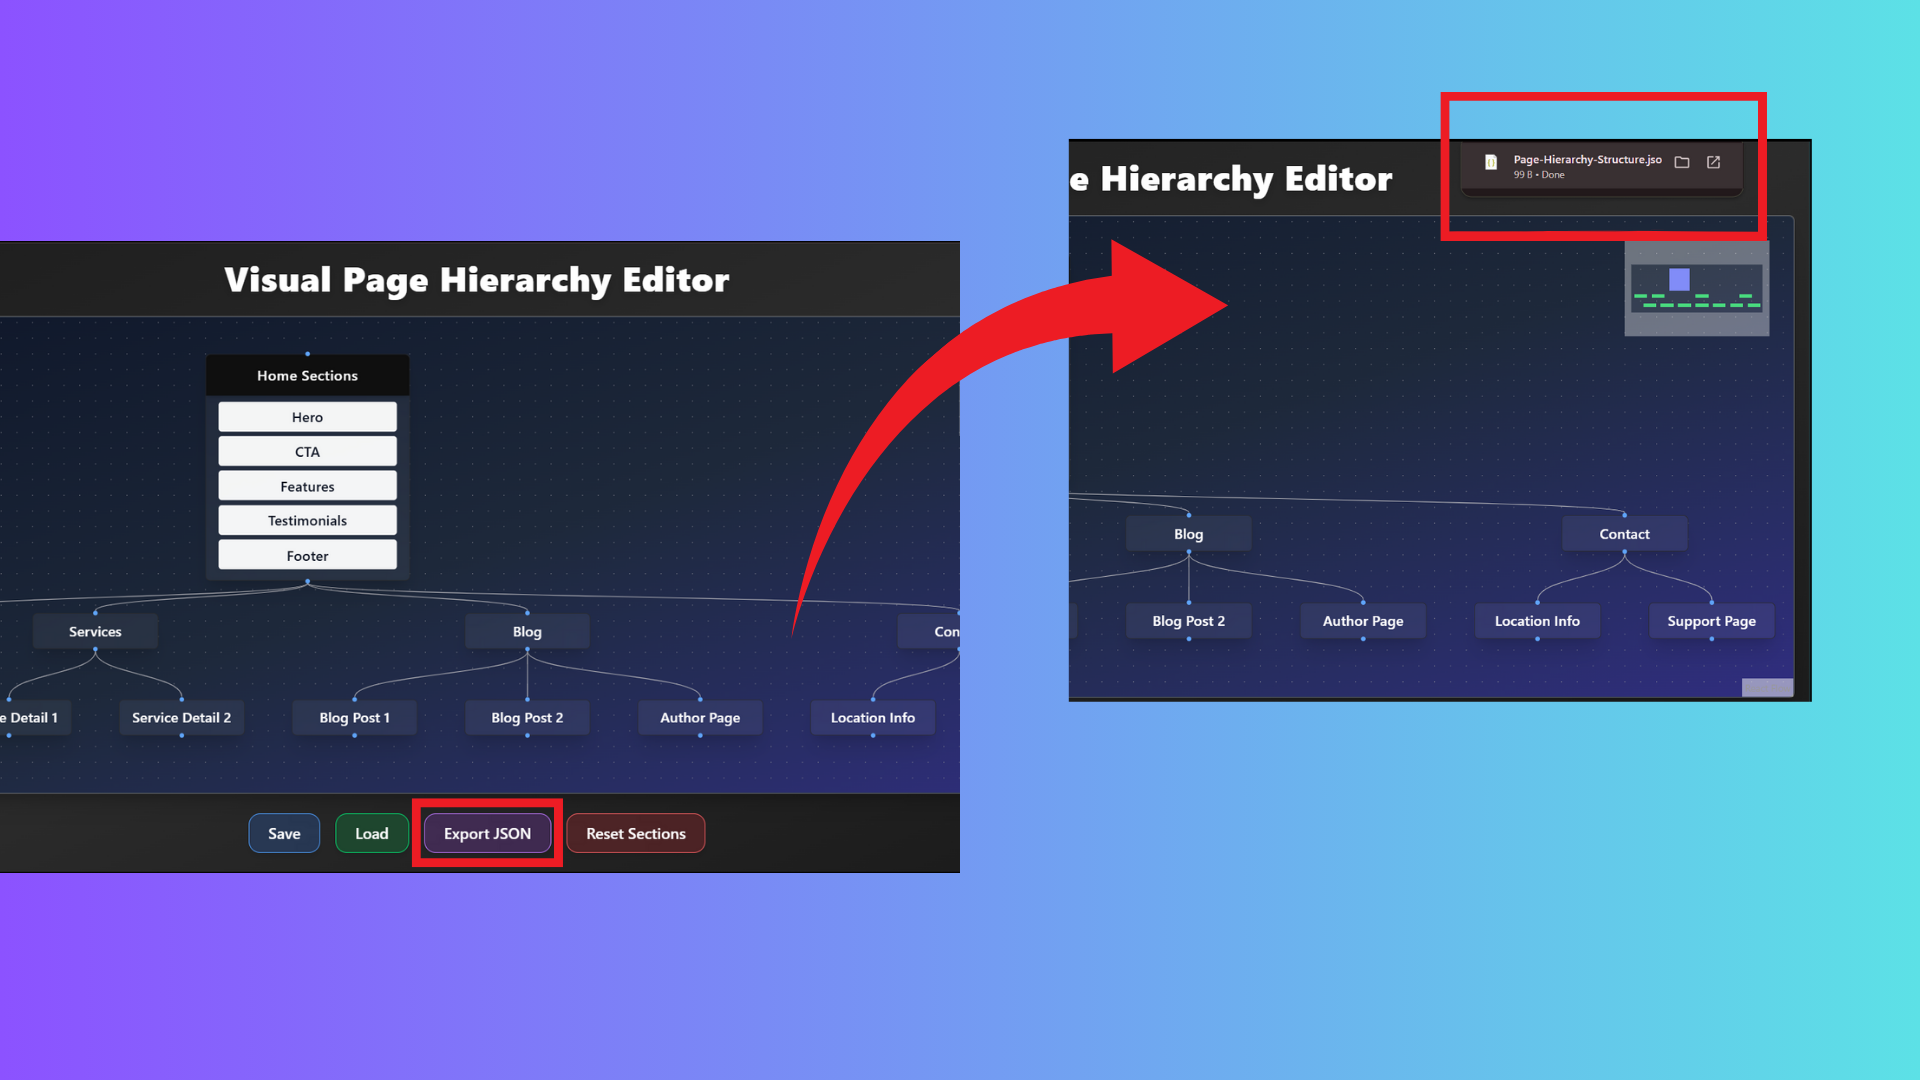 Visual Page Hierarchy Editor
Home Sections
Hero
CTA
Features
Testimonials
Footer
Services
Blog
Con
e Detail 1
Service Detail 2
Blog Post 1
Blog Post 2
Author Page
Location Info
Save
Load
Export JSON
Reset Sections
e Hierarchy Editor
Page-Hierarchy-Structure.jso
99 B • Done
Blog
Contact
Blog Post 2
Author Page
Location Info
Support Page